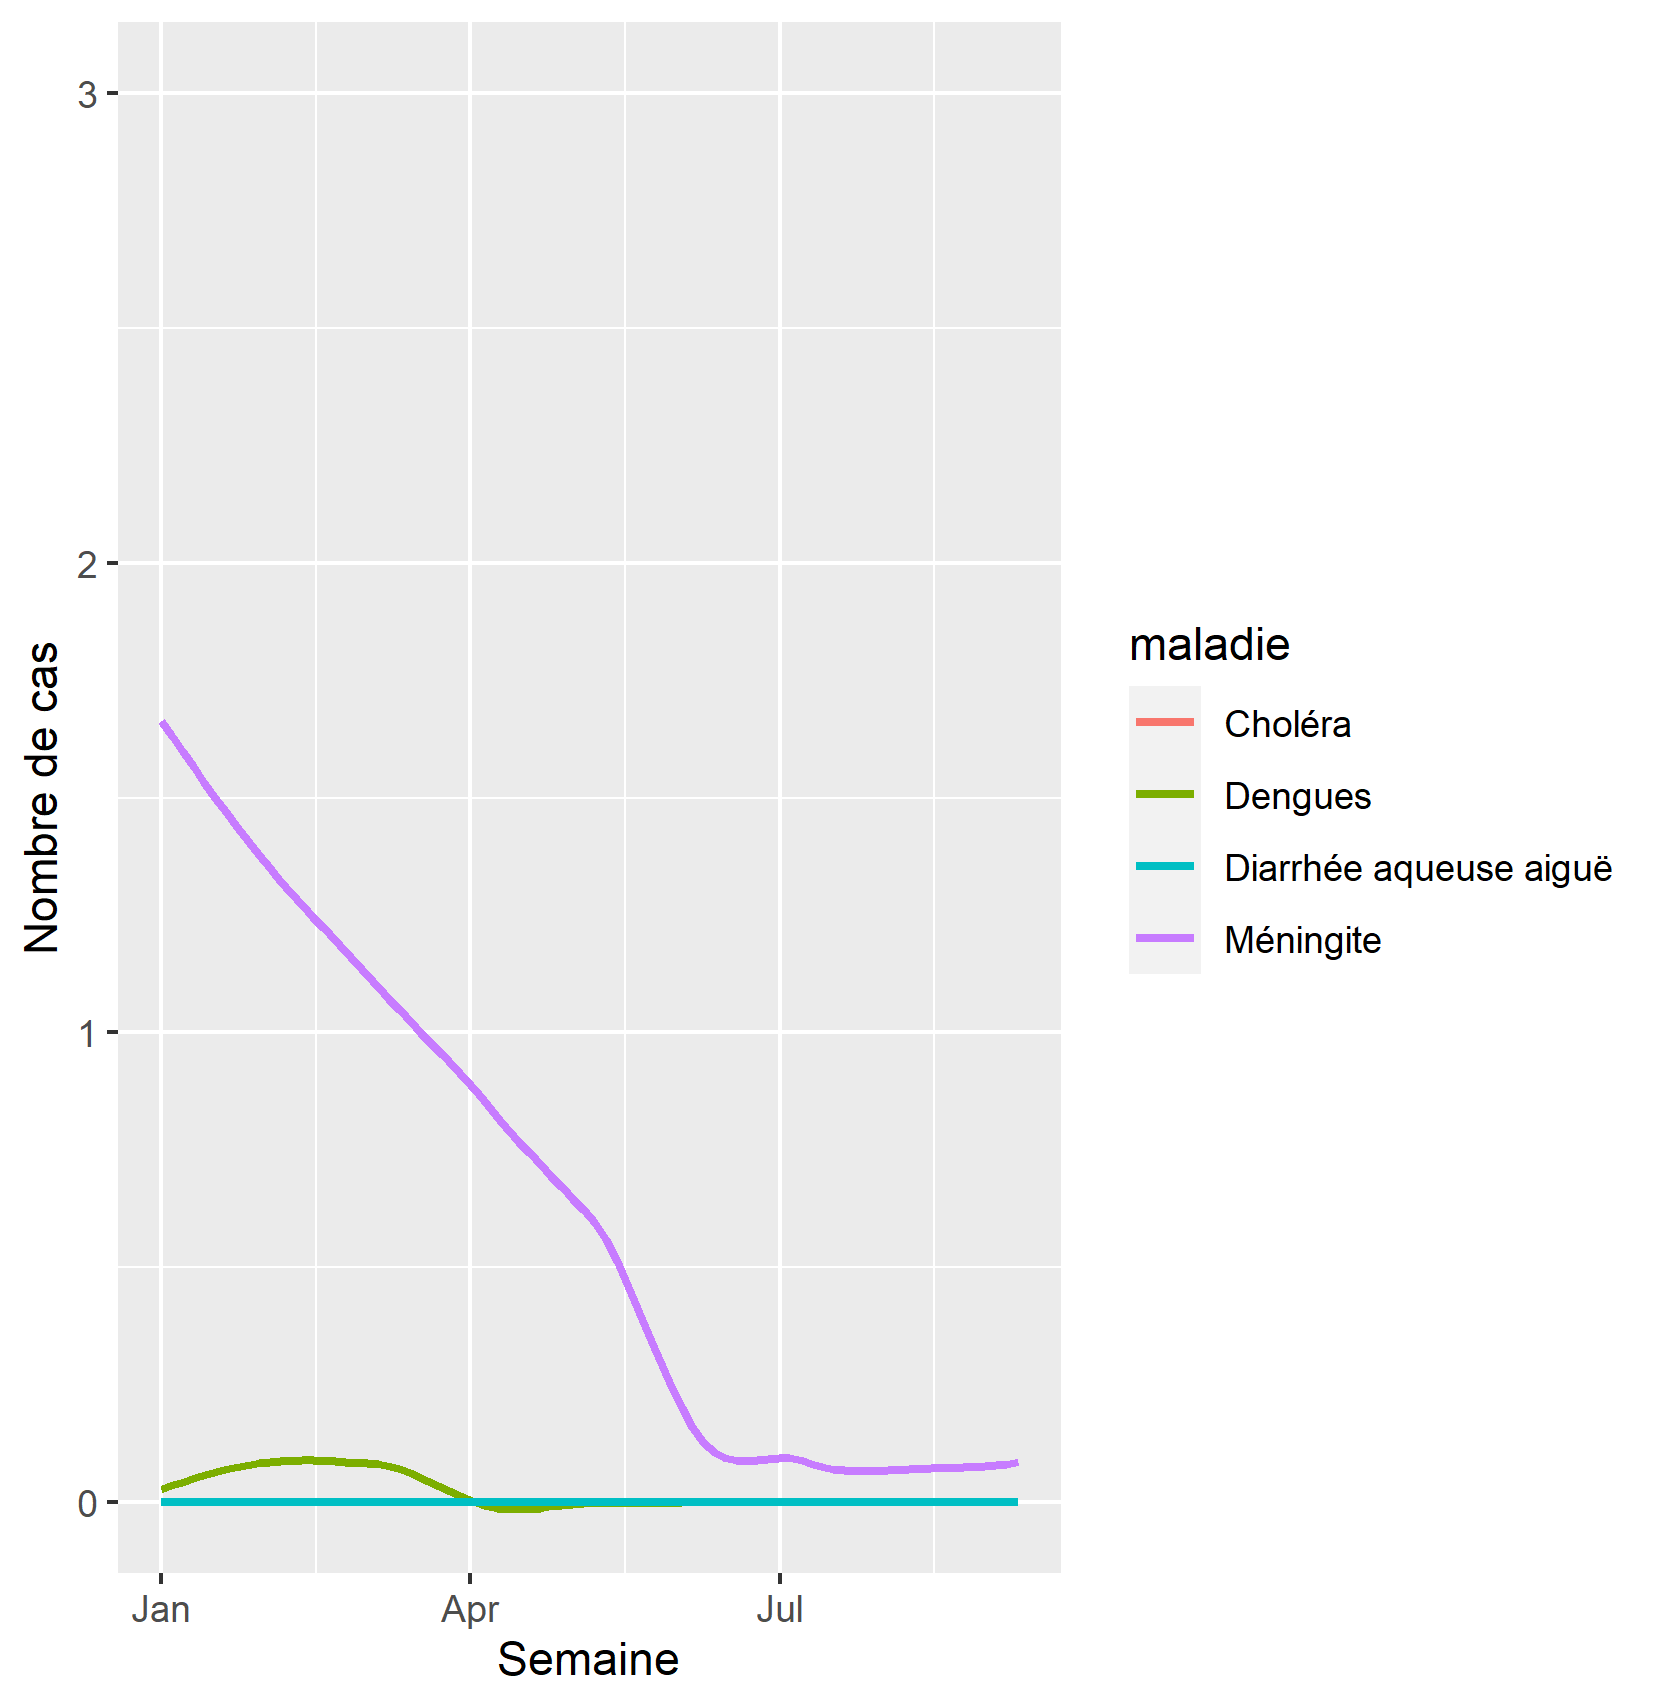 3
2
1
0
Nombre de cas
Jan
Apr
Jul
Semaine
maladie
Choléra
Dengues
Diarrhée aqueuse aiguë
Méningite